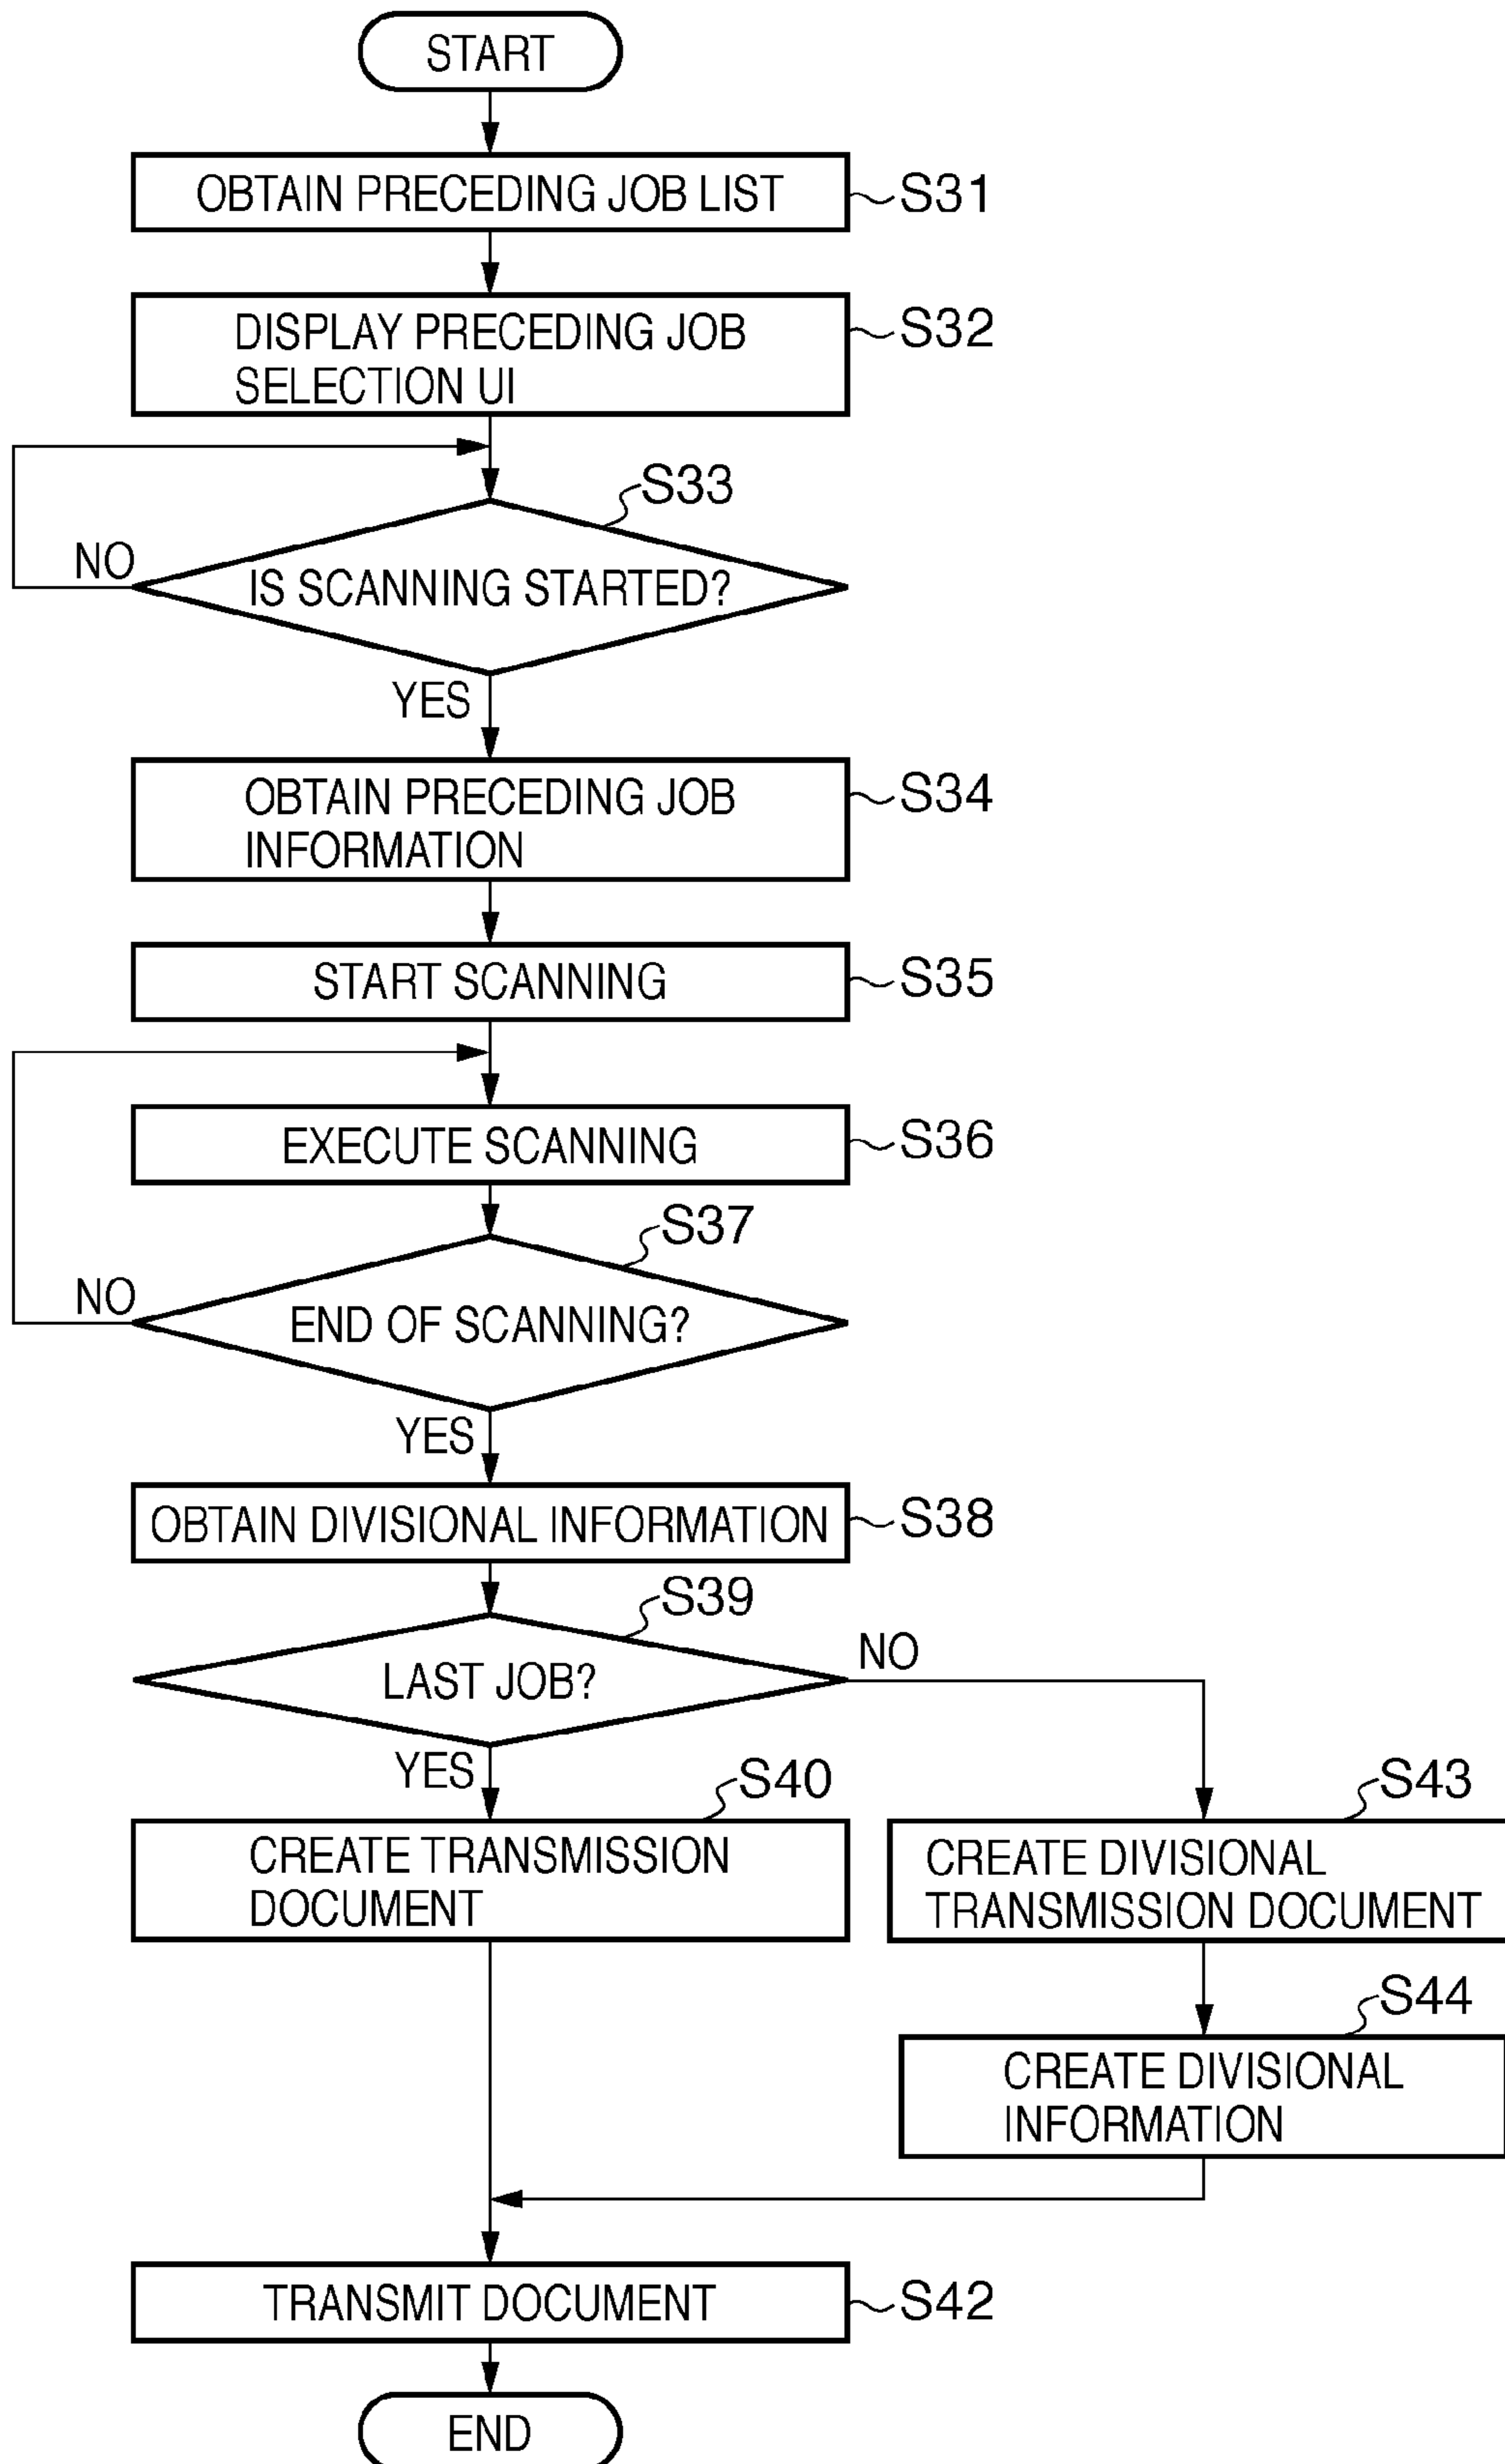 START
OBTAIN PRECEDING JOB LIST
S31
DISPLAY PRECEDING JOB
SELECTION UI
S32
S33
NO
IS SCANNING STARTED?
YES
OBTAIN PRECEDING JOB
INFORMATION
S34
START SCANNING
S35
EXECUTE SCANNING
S36
S37
NO
END OF SCANNING?
YES
OBTAIN DIVISIONAL INFORMATION
S38
S39
NO
LAST JOB?
YES
S40
CREATE TRANSMISSION
DOCUMENT
S43
CREATE DIVISIONAL
TRANSMISSION DOCUMENT
S44
CREATE DIVISIONAL
INFORMATION
TRANSMIT DOCUMENT
S42
END